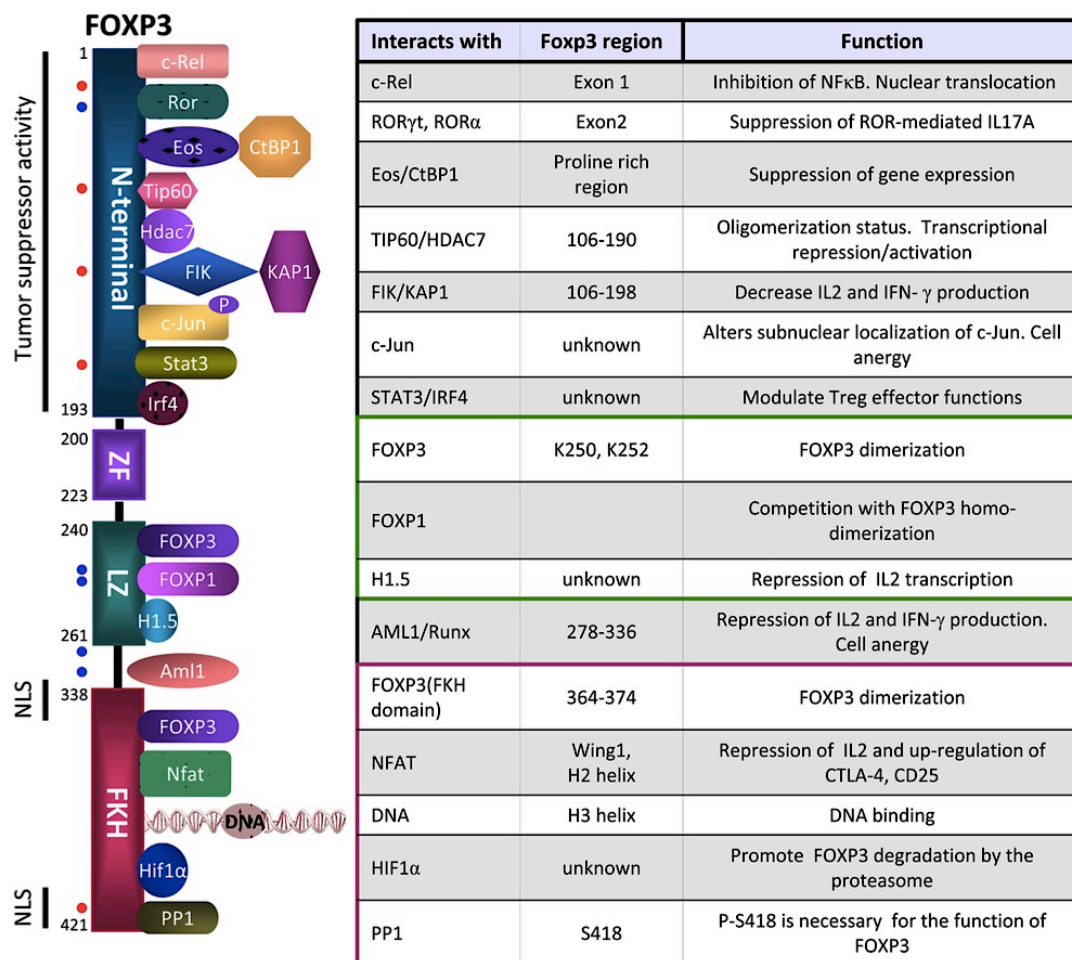 FOXP3
1
c-Rel
Ror
Eos
CtBP1
Tip60
Hdac7
FIK
KAP1
P
c-Jun
Stat3
Irf4
N-terminal
Tumor suppressor activity
193
200
ZF
223
240
FOXP3
FOXP1
LZ
H1.5
261
Aml1
NLS
338
FOXP3
Nfat
FKH
DNA
Hif1α
NLS
421
PP1
Interacts with Foxp3 region Function
c-Rel Exon 1 Inhibition of NFκB. Nuclear translocation
RORγt, RORα Exon2 Suppression of ROR-mediated IL17A
Eos/CtBP1 Proline rich
region Suppression of gene expression
TIP60/HDAC7 106-190 Oligomerization status. Transcriptional
repression/activation
FIK/KAP1 106-198 Decrease IL2 and IFN- γ production
c-Jun unknown Alters subnuclear localization of c-Jun. Cell
anergy
STAT3/IRF4 unknown Modulate Treg effector functions
FOXP3 K250, K252 FOXP3 dimerization
FOXP1 Competition with FOXP3 homo-
dimerization
H1.5 unknown Repression of IL2 transcription
AML1/Runx 278-336 Repression of IL2 and IFN-γ production.
Cell anergy
FOXP3(FKH
domain) 364-374 FOXP3 dimerization
NFAT Wing1,
H2 helix Repression of IL2 and up-regulation of
CTLA-4, CD25
DNA H3 helix DNA binding
HIF1α unknown Promote FOXP3 degradation by the
proteasome
PP1 S418 P-S418 is necessary for the function of
FOXP3